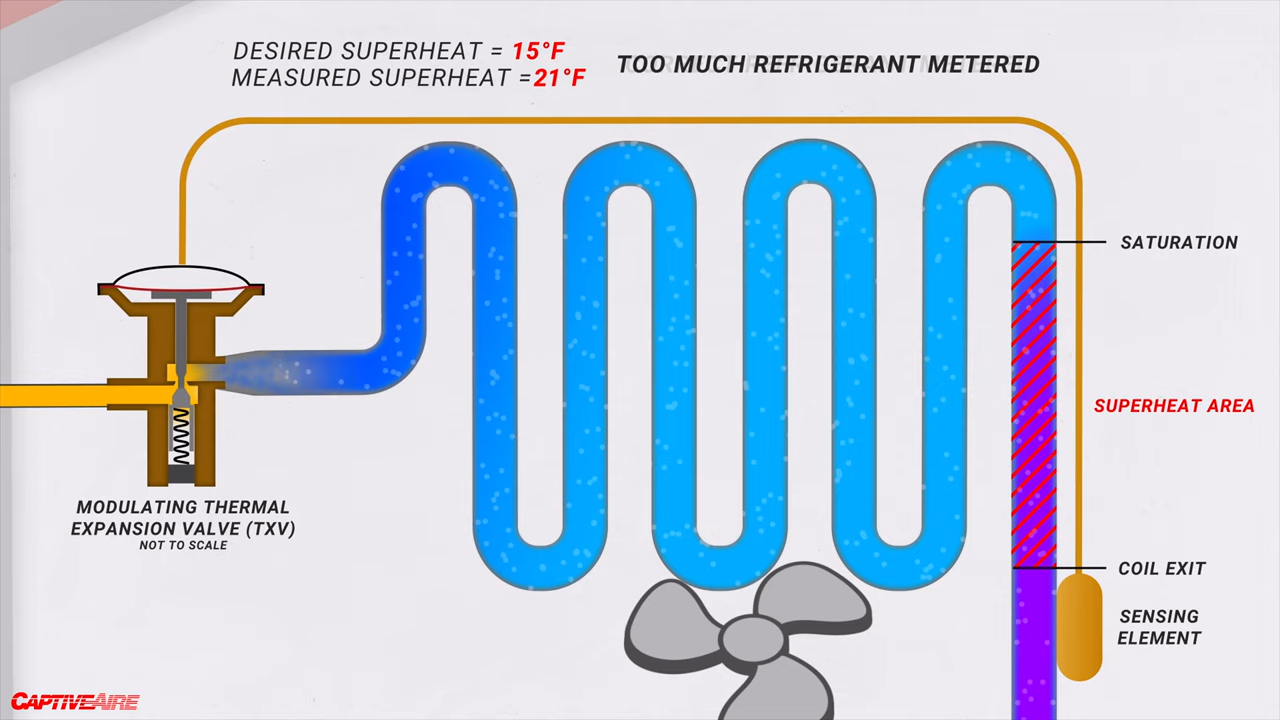 DESIRED SUPERHEAT = 15°F
MEASURED SUPERHEAT =21°F
TOO MUCH REFRIGERANT METERED
SATURATION
SUPERHEAT AREA
MODULATING THERMAL
EXPANSION VALVE (TXV)
NOT TO SCALE
COIL EXIT
SENSING
ELEMENT
CAPTIVEAIRE